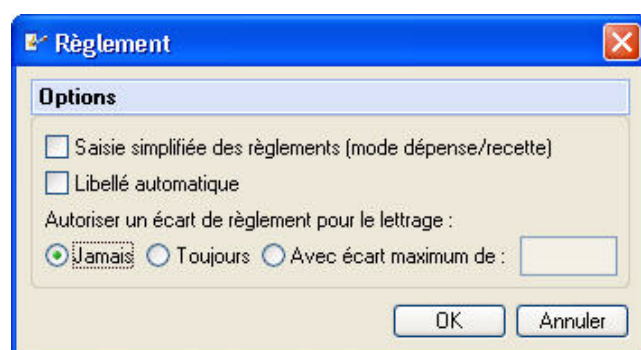 Règlement
Options
Saisie simplifiée des règlements (mode dépense/recette)
Libellé automatique
Autoriser un écart de règlement pour le lettrage :
Jamais Toujours Avec écart maximum de :
OK Annuler